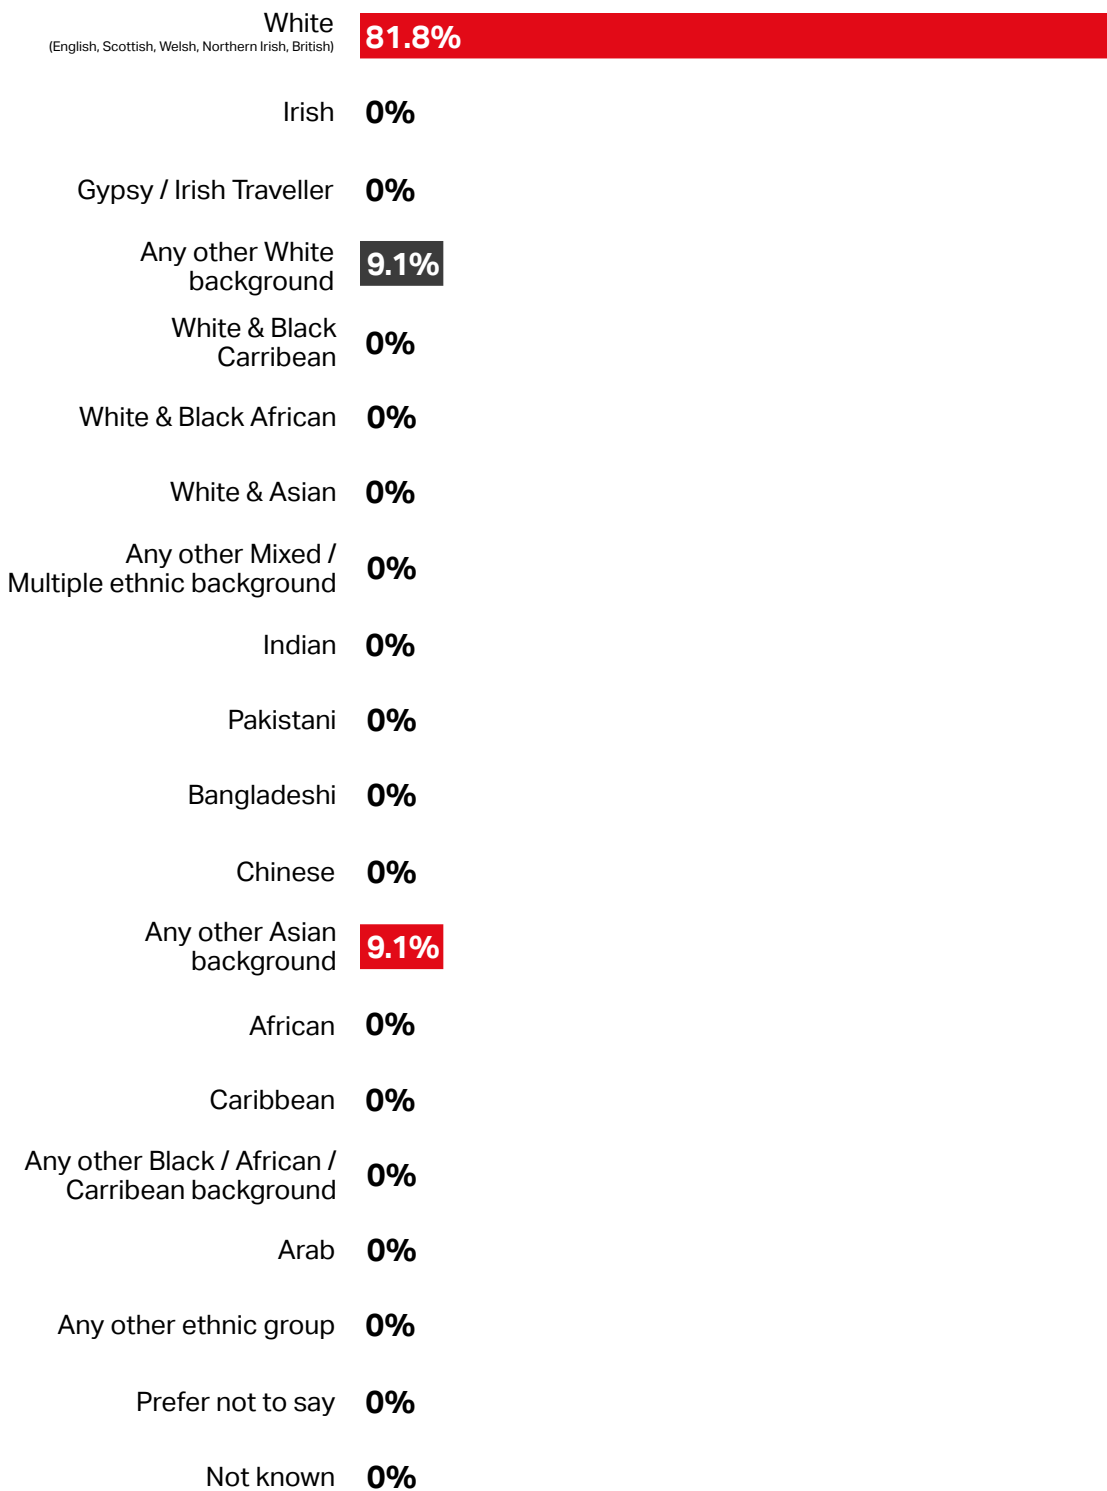 White
(English, Scottish, Welsh, Northern Irish, British)
81.8%
Irish
0%
Gypsy / Irish Traveller
0%
Any other White
background
9.1%
White & Black
Carribean
0%
White & Black African
0%
White & Asian
0%
Any other Mixed /
Multiple ethnic background
0%
Indian
0%
Pakistani
0%
Bangladeshi
0%
Chinese
0%
Any other Asian
background
9.1%
African
0%
Caribbean
0%
Any other Black / African /
Carribean background
0%
Arab
0%
Any other ethnic group
0%
Prefer not to say
0%
Not known
0%